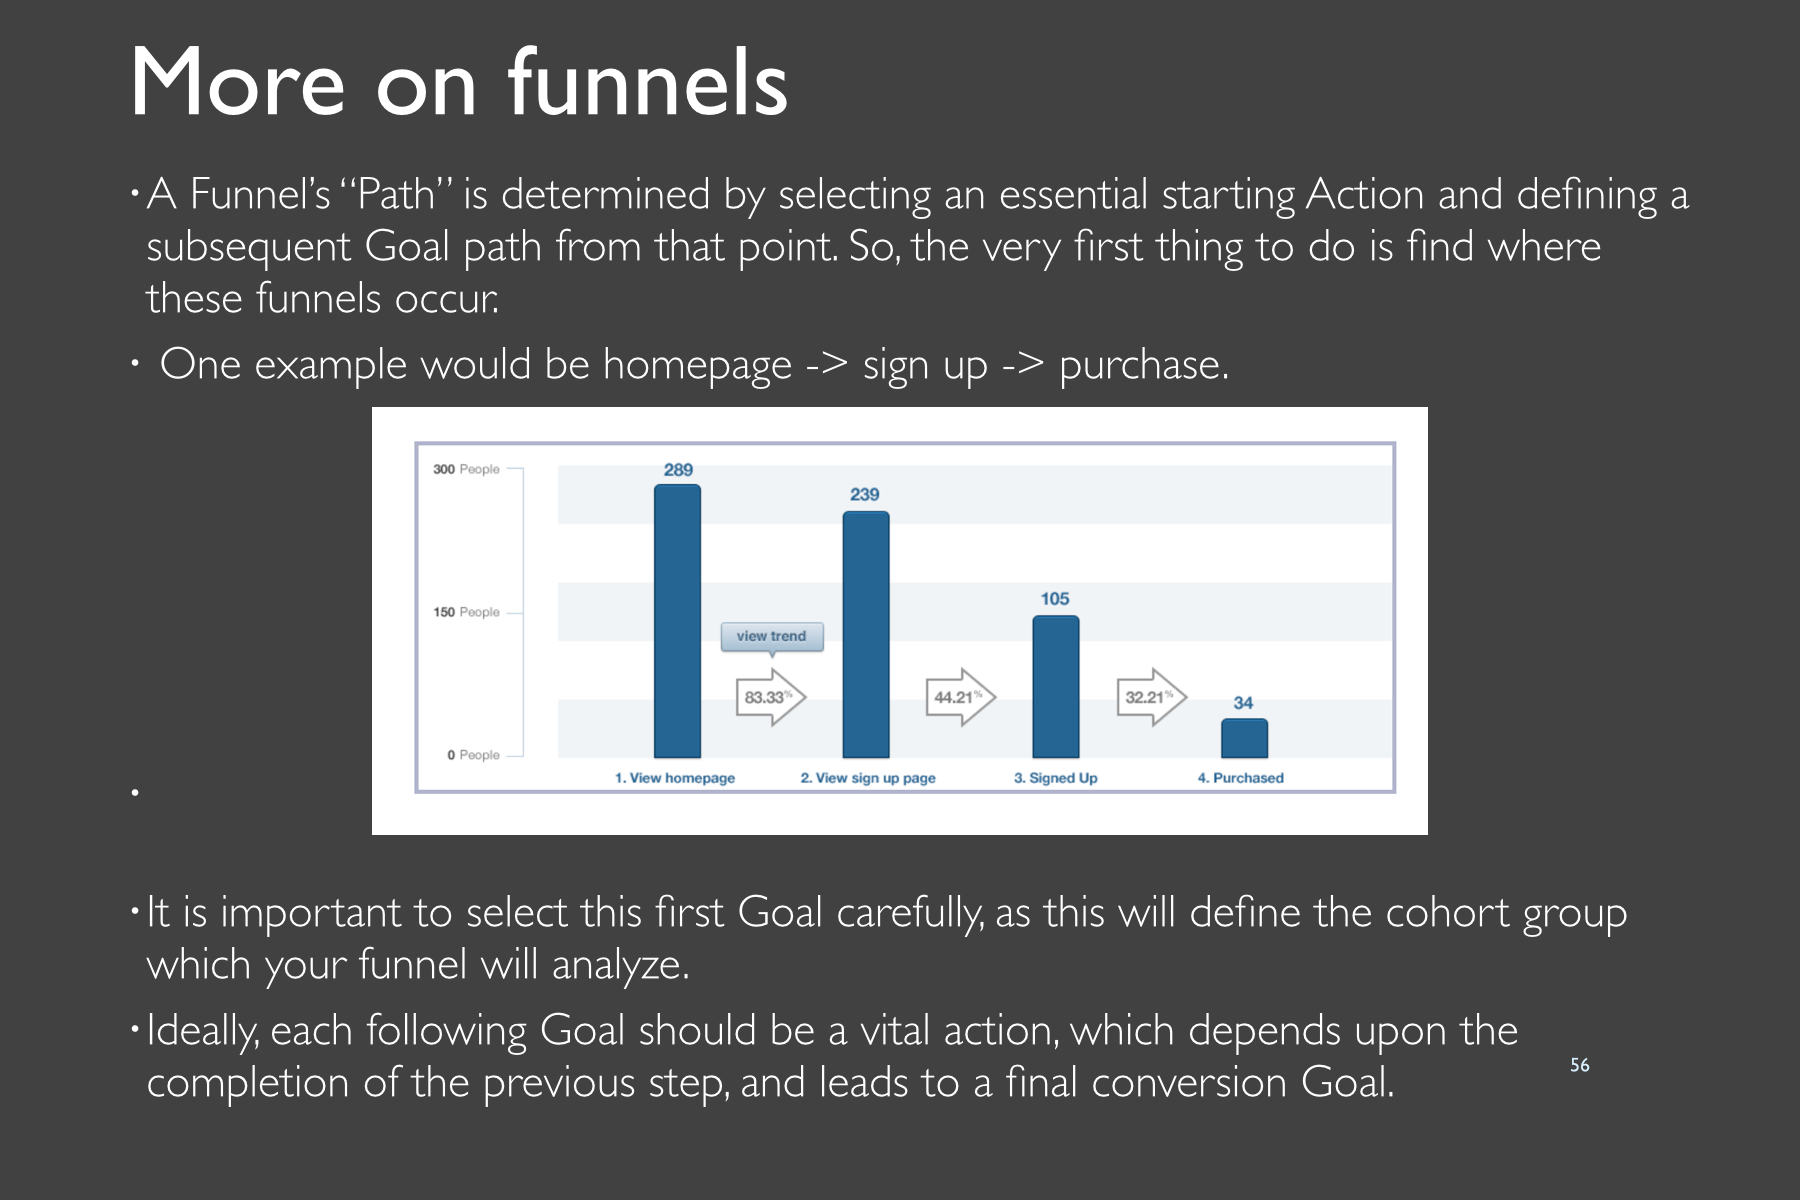 More on funnels
• A Funnel’s “Path” is determined by selecting an essential starting Action and defining a
subsequent Goal path from that point. So, the very first thing to do is find where
these funnels occur.
• One example would be homepage -> sign up -> purchase.
300 People
289
239
150 People
105
view trend
83.33%
44.21%
32.21%
34
0 People
1. View homepage
2. View sign up page
3. Signed Up
4. Purchased
•
• It is important to select this first Goal carefully, as this will define the cohort group
which your funnel will analyze.
• Ideally, each following Goal should be a vital action, which depends upon the
completion of the previous step, and leads to a final conversion Goal.
56